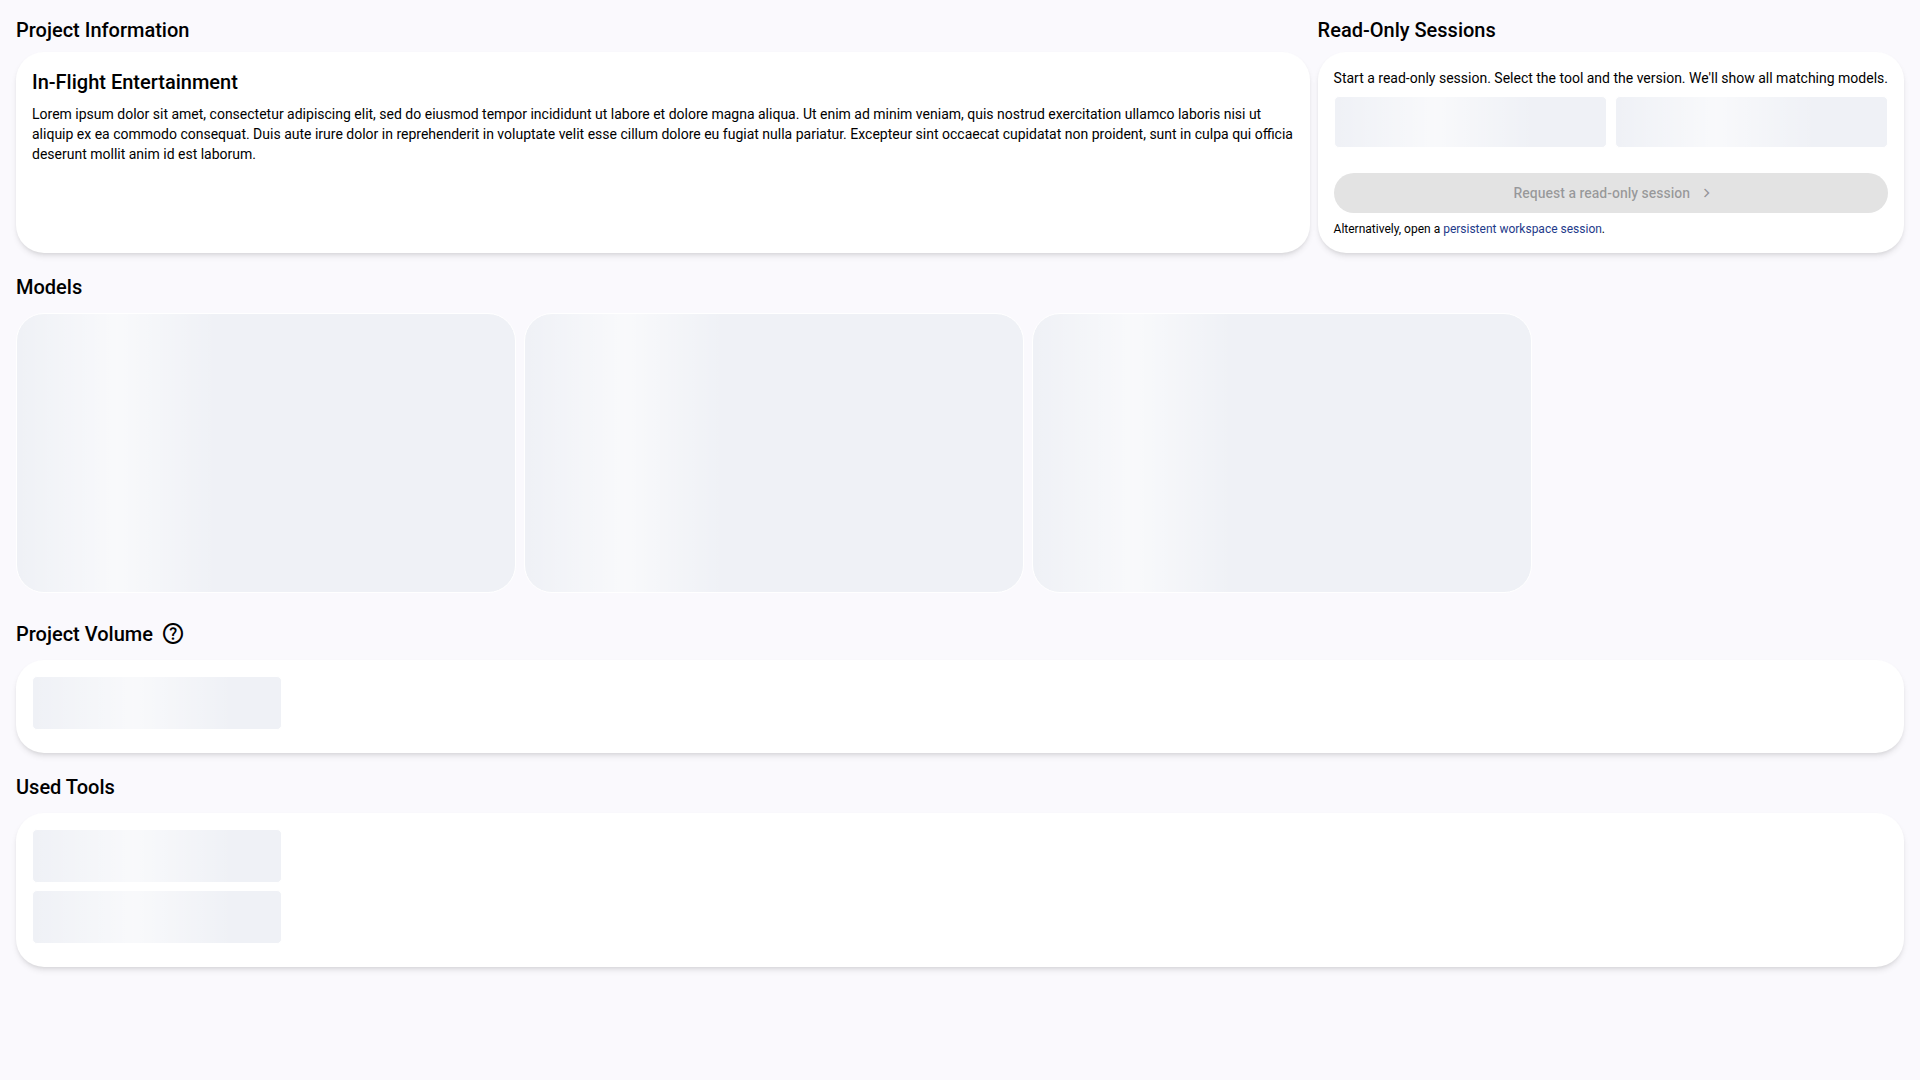 Project Information
In-Flight Entertainment
Lorem ipsum dolor sit amet, consectetur adipiscing elit, sed do eiusmod tempor incididunt ut labore et dolore magna aliqua. Ut enim ad minim veniam, quis nostrud exercitation ullamco laboris nisi ut
aliquip ex ea commodo consequat. Duis aute irure dolor in reprehenderit in voluptate velit esse cillum dolore eu fugiat nulla pariatur. Excepteur sint occaecat cupidatat non proident, sunt in culpa qui officia
deserunt mollit anim id est laborum.
Read-Only Sessions
Start a read-only session. Select the tool and the version. We'll show all matching models.
Request a read-only session
Alternatively, open a persistent workspace session.
Models
Project Volume
Used Tools